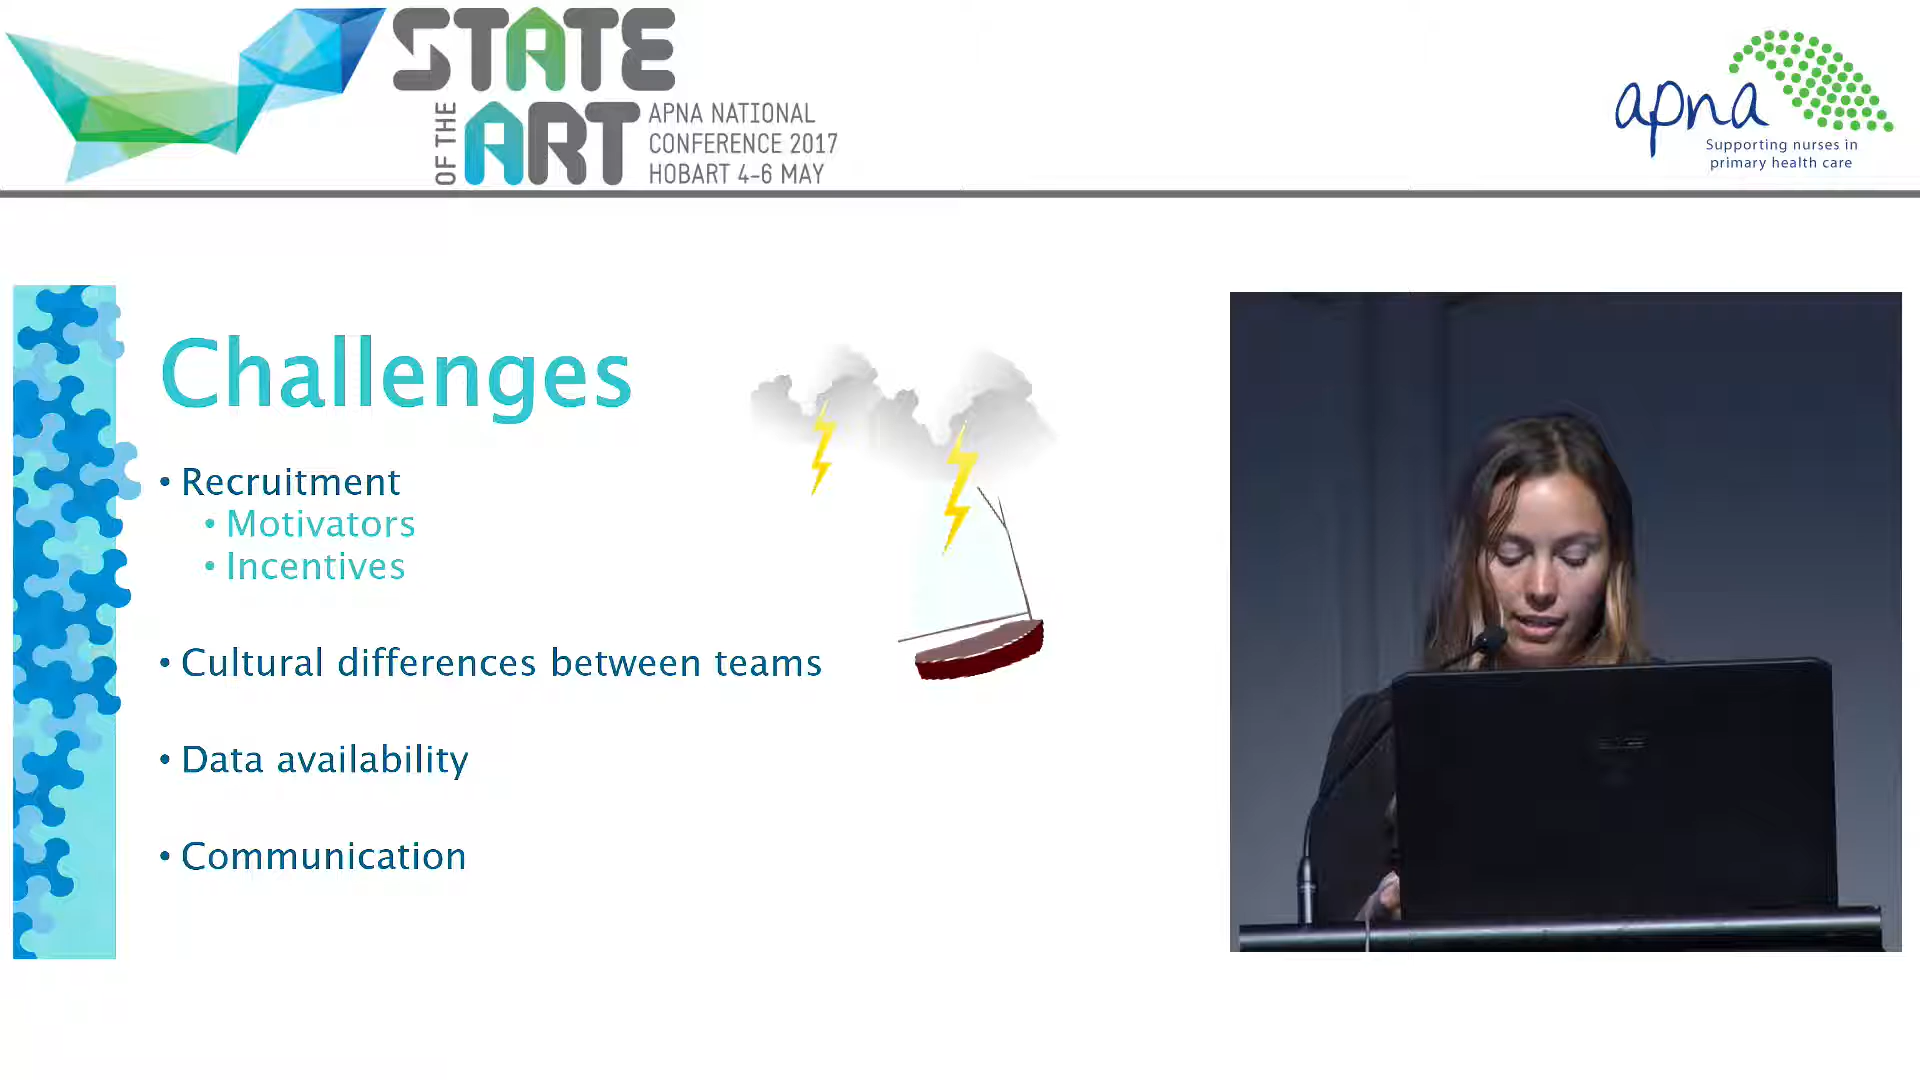 STATE
OF THE
ART
APNA NATIONAL
CONFERENCE 2017
HOBART 4-6 MAY
apna
Supporting nurses in
primary health care
Challenges
• Recruitment
• Motivators
• Incentives
• Cultural differences between teams
• Data availability
• Communication